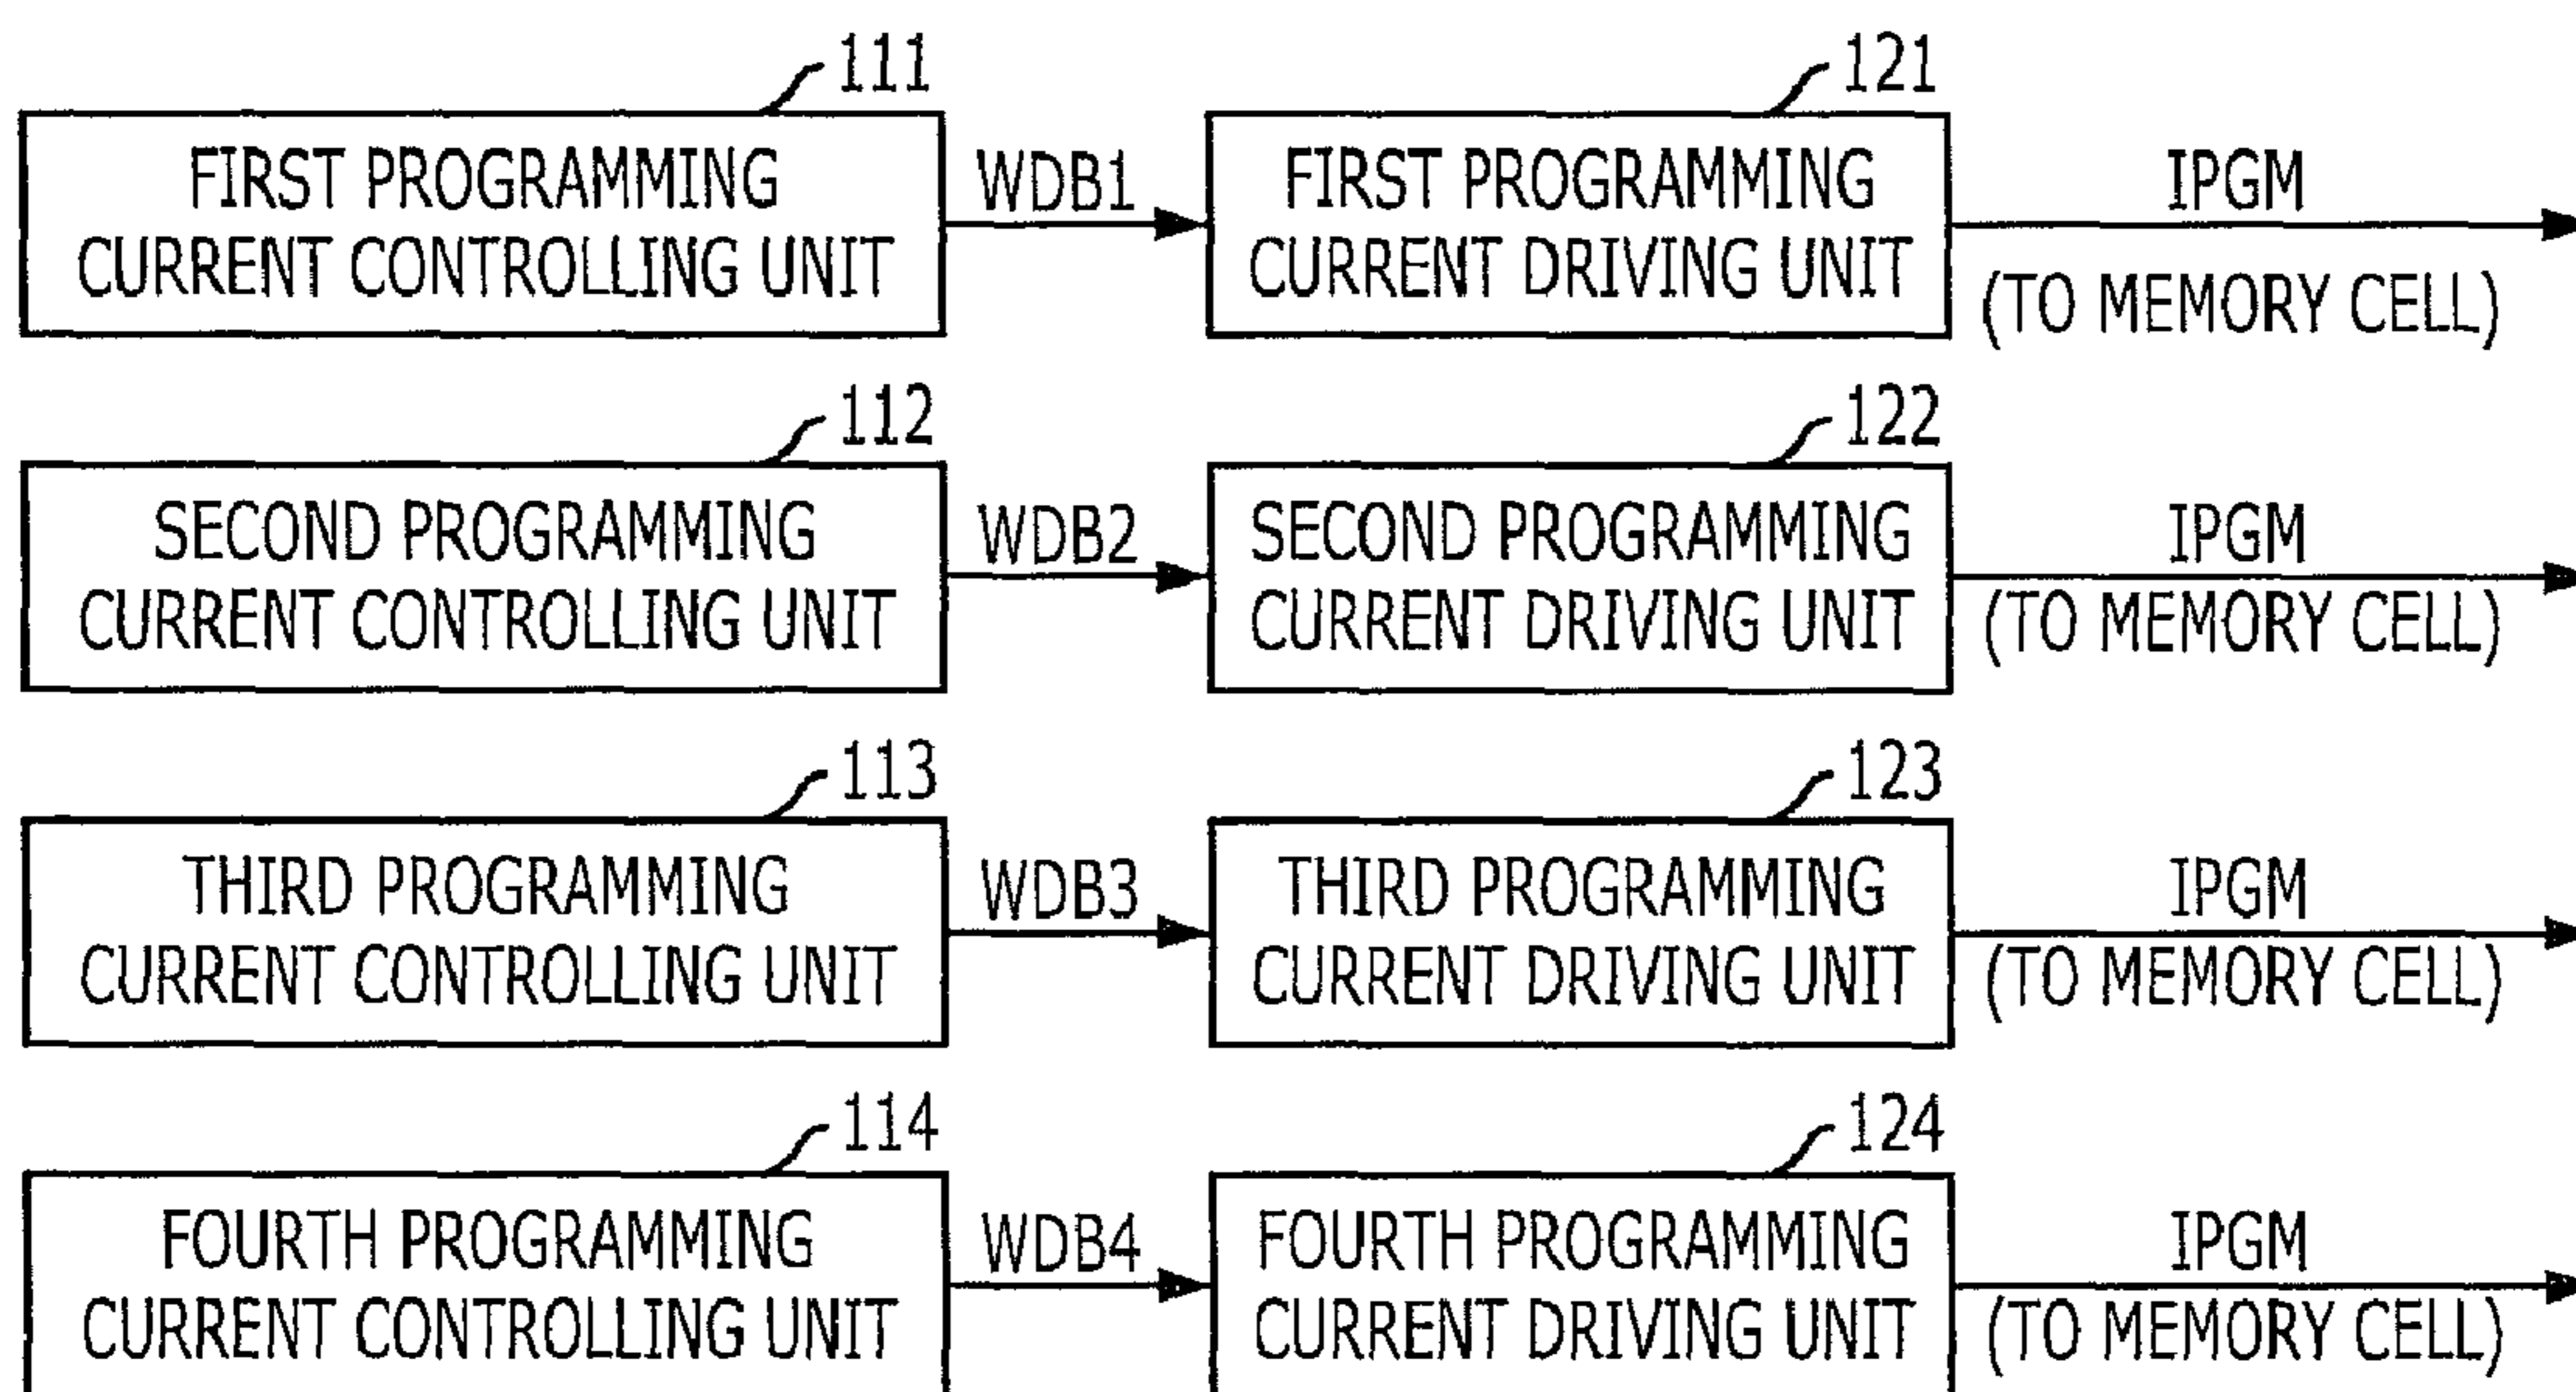 111
121
FIRST PROGRAMMING
CURRENT CONTROLLING UNIT
WDB1
FIRST PROGRAMMING
CURRENT DRIVING UNIT
IPGM
(TO MEMORY CELL)
112
122
SECOND PROGRAMMING
CURRENT CONTROLLING UNIT
WDB2
SECOND PROGRAMMING
CURRENT DRIVING UNIT
IPGM
(TO MEMORY CELL)
113
123
THIRD PROGRAMMING
CURRENT CONTROLLING UNIT
WDB3
THIRD PROGRAMMING
CURRENT DRIVING UNIT
IPGM
(TO MEMORY CELL)
114
124
FOURTH PROGRAMMING
CURRENT CONTROLLING UNIT
WDB4
FOURTH PROGRAMMING
CURRENT DRIVING UNIT
IPGM
(TO MEMORY CELL)